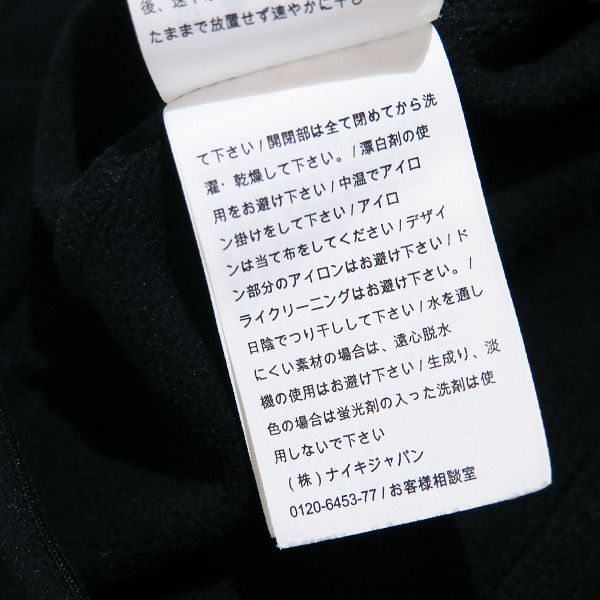 後、速や
たままで放置せず速やかに干し
て下さい/開閉部は全て閉めてから洗
濯・乾燥して下さい。/漂白剤の使
用をお避け下さい/中温でアイロ
ン掛けをして下さい/アイロ
ンは当て布をしてください/デザイ
ン部分のアイロンはお避け下さい/ド
ライクリーニングはお避け下さい。/
日陰でつり干しして下さい/水を通し
にくい素材の場合は、遠心脱水
機の使用はお避け下さい/生成り、淡
色の場合は蛍光剤の入った洗剤は使
用しないで下さい
(株)ナイキジャパン
0120-6453-77/お客様相談室